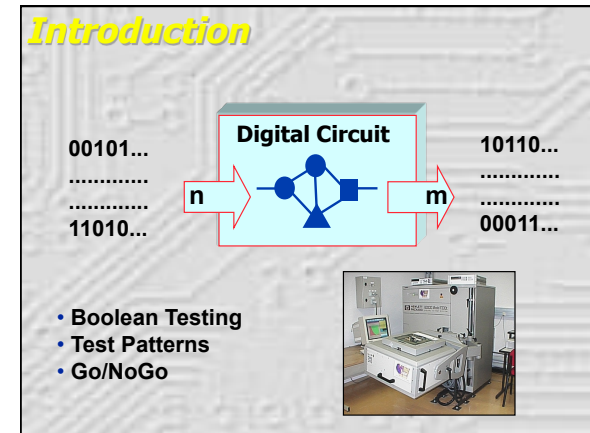 Introduction
Digital Circuit
00101...
.............
.............
11010...
n
m
10110...
.............
.............
00011...
• Boolean Testing
• Test Patterns
• Go/NoGo